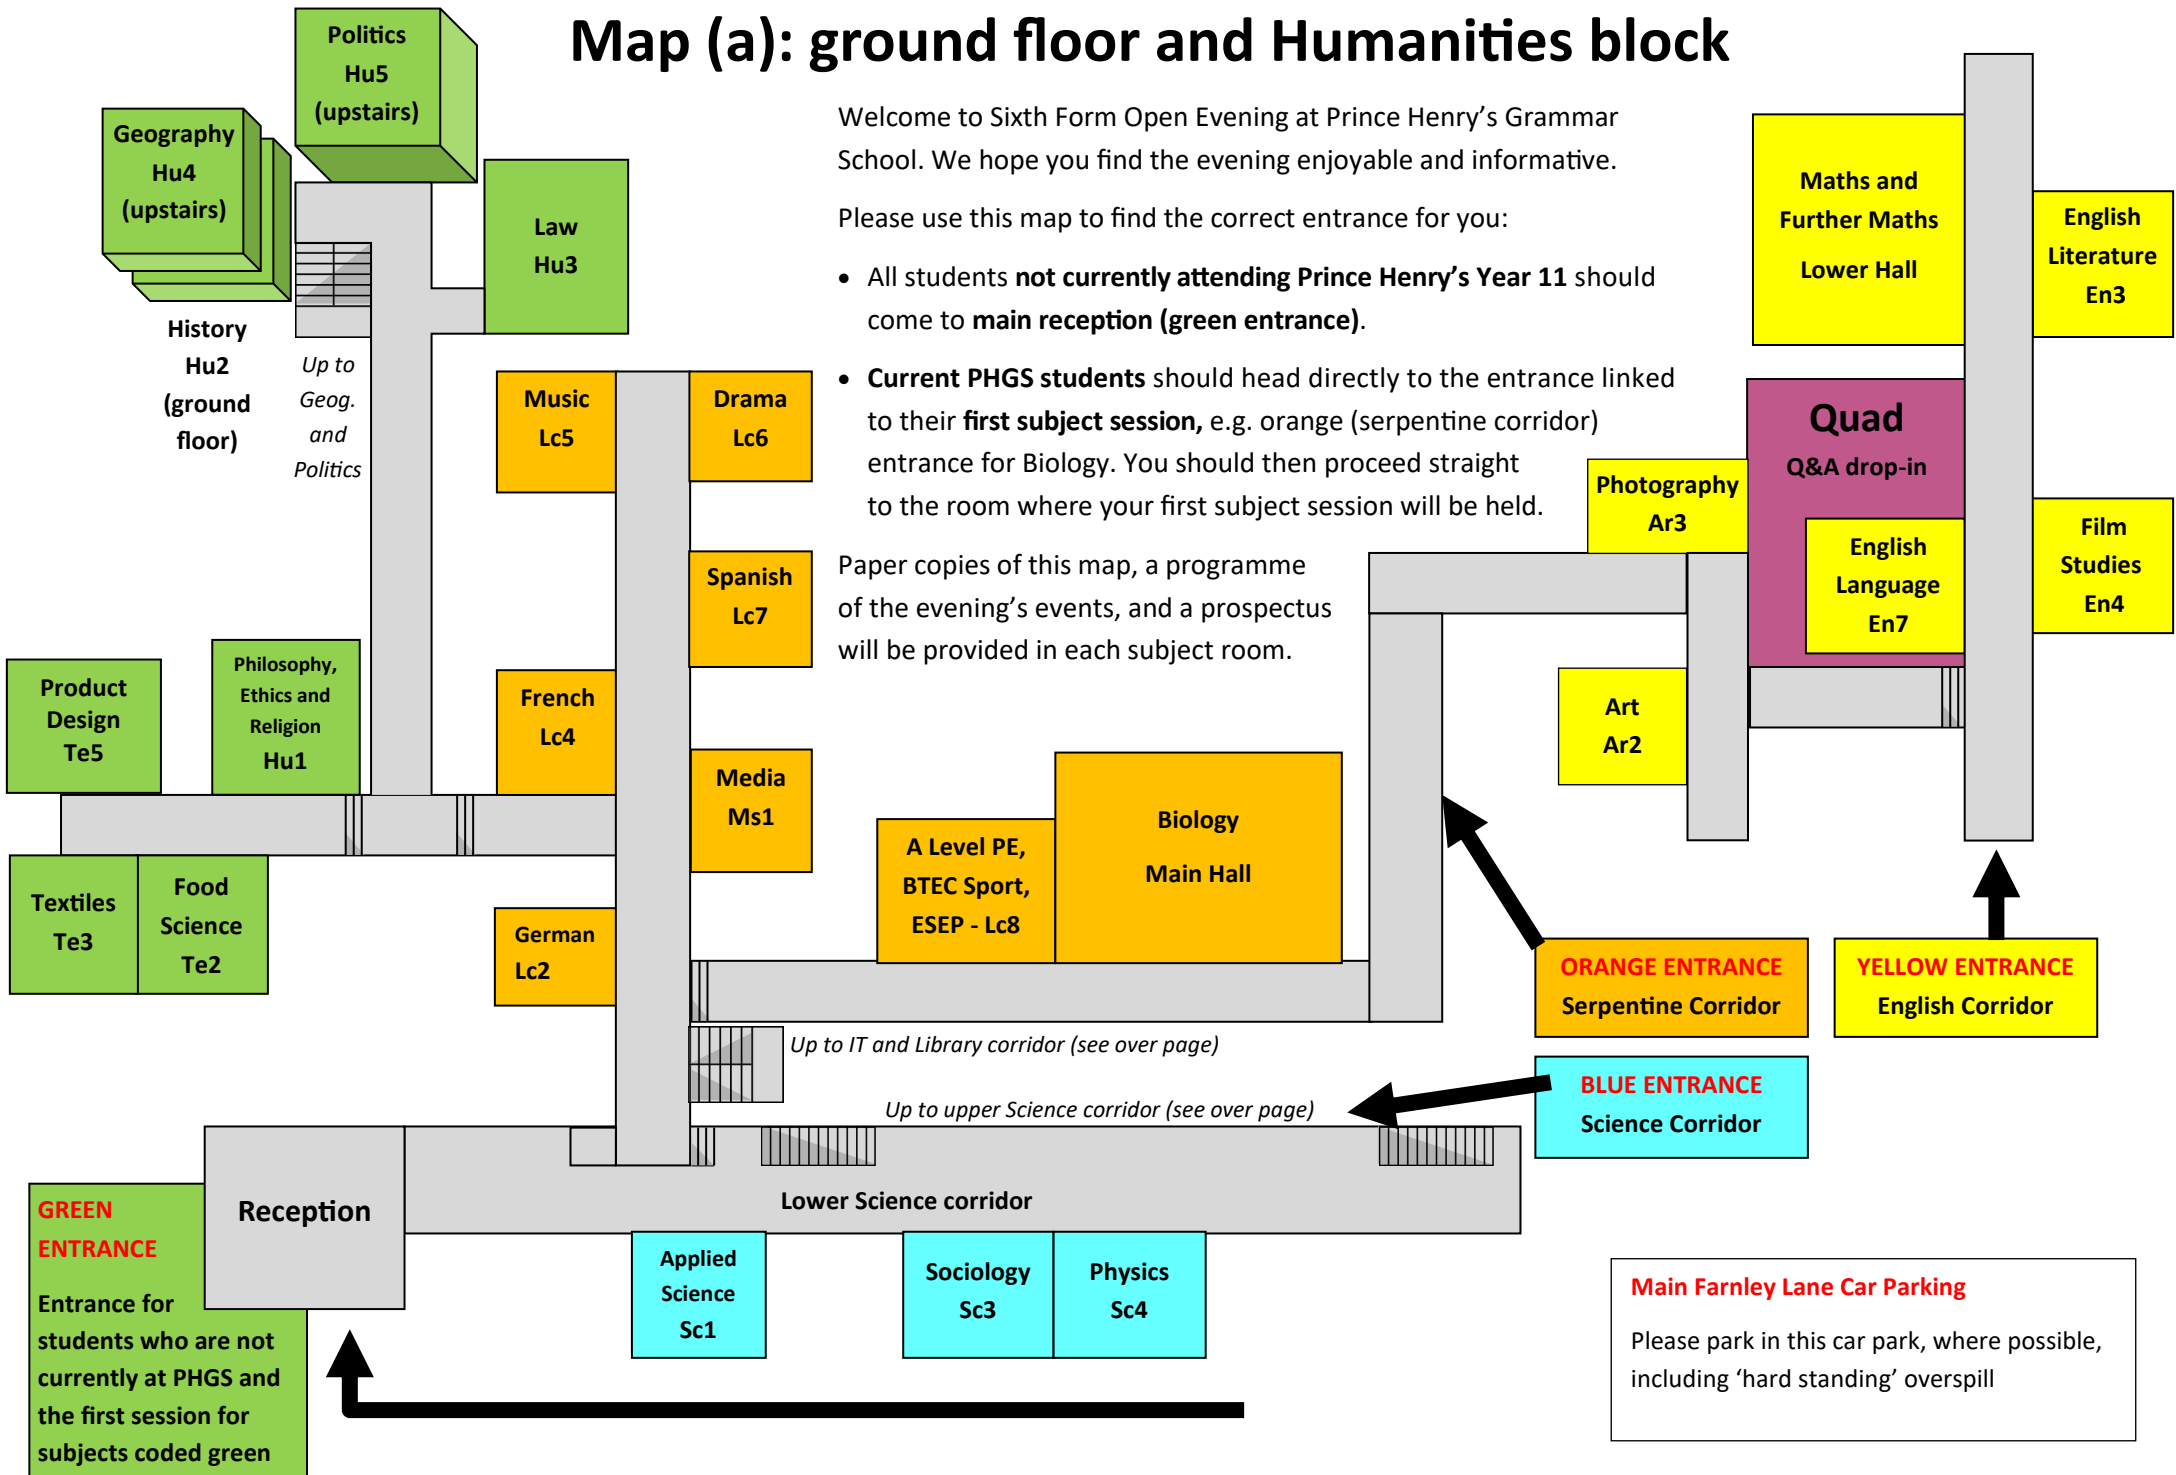 Map (a): ground floor and Humanities block
Politics
Hu5
(upstairs)
Geography
Hu4
(upstairs)
Law
Hu3
History
Hu2
(ground
floor)
Up to
Geog.
and
Politics
Welcome to Sixth Form Open Evening at Prince Henry’s Grammar
School. We hope you find the evening enjoyable and informative.
Please use this map to find the correct entrance for you:
• All students not currently attending Prince Henry’s Year 11 should
come to main reception (green entrance).
• Current PHGS students should head directly to the entrance linked
to their first subject session, e.g. orange (serpentine corridor)
entrance for Biology. You should then proceed straight
to the room where your first subject session will be held.
Paper copies of this map, a programme
of the evening’s events, and a prospectus
will be provided in each subject room.
Maths and
Further Maths
Lower Hall
English
Literature
En3
Quad
Q&A drop-in
Photography
Ar3
English
Language
En7
Film
Studies
En4
Art
Ar2
Music
Lc5
Drama
Lc6
Spanish
Lc7
French
Lc4
Media
Ms1
German
Lc2
Product
Design
Te5
Philosophy,
Ethics and
Religion
Hu1
Textiles
Te3
Food
Science
Te2
A Level PE,
BTEC Sport,
ESEP - Lc8
Biology
Main Hall
ORANGE ENTRANCE
Serpentine Corridor
YELLOW ENTRANCE
English Corridor
BLUE ENTRANCE
Science Corridor
Up to IT and Library corridor (see over page)
Up to upper Science corridor (see over page)
Lower Science corridor
Reception
GREEN
ENTRANCE
Entrance for
students who are not
currently at PHGS and
the first session for
subjects coded green
Applied
Science
Sc1
Sociology
Sc3
Physics
Sc4
Main Farnley Lane Car Parking
Please park in this car park, where possible,
including ‘hard standing’ overspill